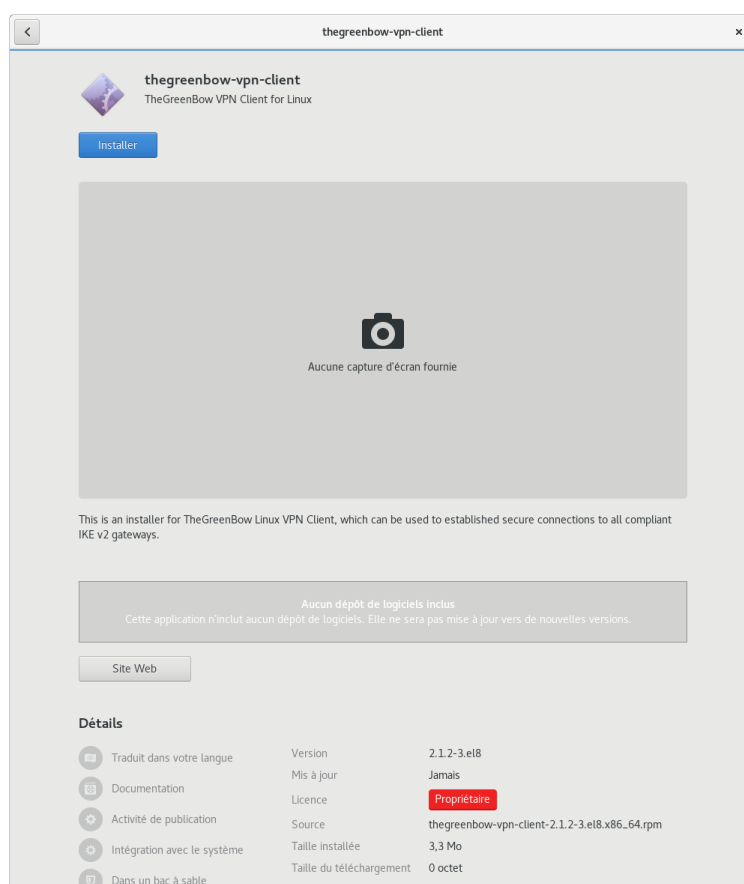 thegreenbow-vpn-client
thegreenbow-vpn-client
TheGreenBow VPN Client for Linux
Installer
Aucune capture d'écran fournie
This is an installer for TheGreenBow Linux VPN Client, which can be used to established secure connections to all compliant
IKE v2 gateways.
Aucun dépôt de logiciels inclus
Cette application n'inclut aucun dépôt de logiciels. Elle ne sera pas mise à jour vers de nouvelles versions.
Site Web
Détails
Traduit dans votre langue
Documentation
Activité de publication
Intégration avec le système
Dans un bac à sable
Version 2.1.2-3.el8
Mis à jour Jamais
Licence Propriétaire
Source thegreenbow-vpn-client-2.1.2-3.el8.x86_64.rpm
Taille installée 3,3 Mo
Taille du téléchargement 0 octet